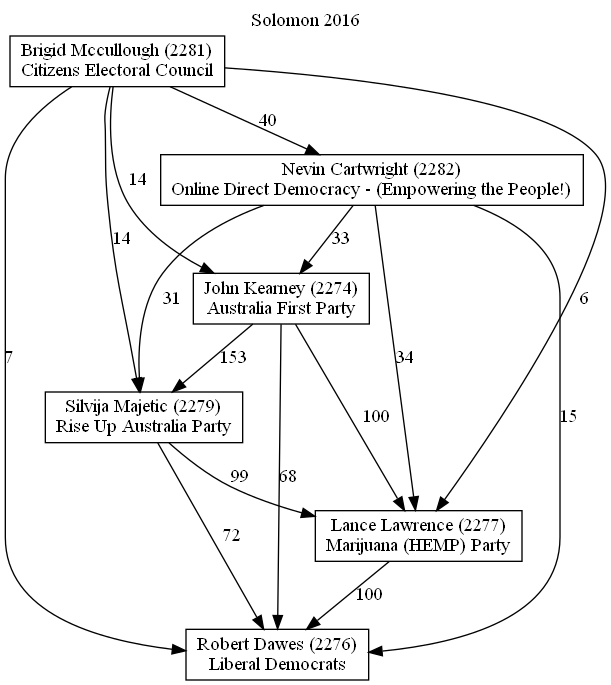 Solomon 2016
Brigid Mccullough (2281)
Citizens Electoral Council
40
Nevin Cartwright (2282)
Online Direct Democracy - (Empowering the People!)
14
14
33
John Kearney (2274)
Australia First Party
31
6
7
153
34
100
15
Silvija Majetic (2279)
Rise Up Australia Party
99
68
72
Lance Lawrence (2277)
Marijuana (HEMP) Party
100
Robert Dawes (2276)
Liberal Democrats